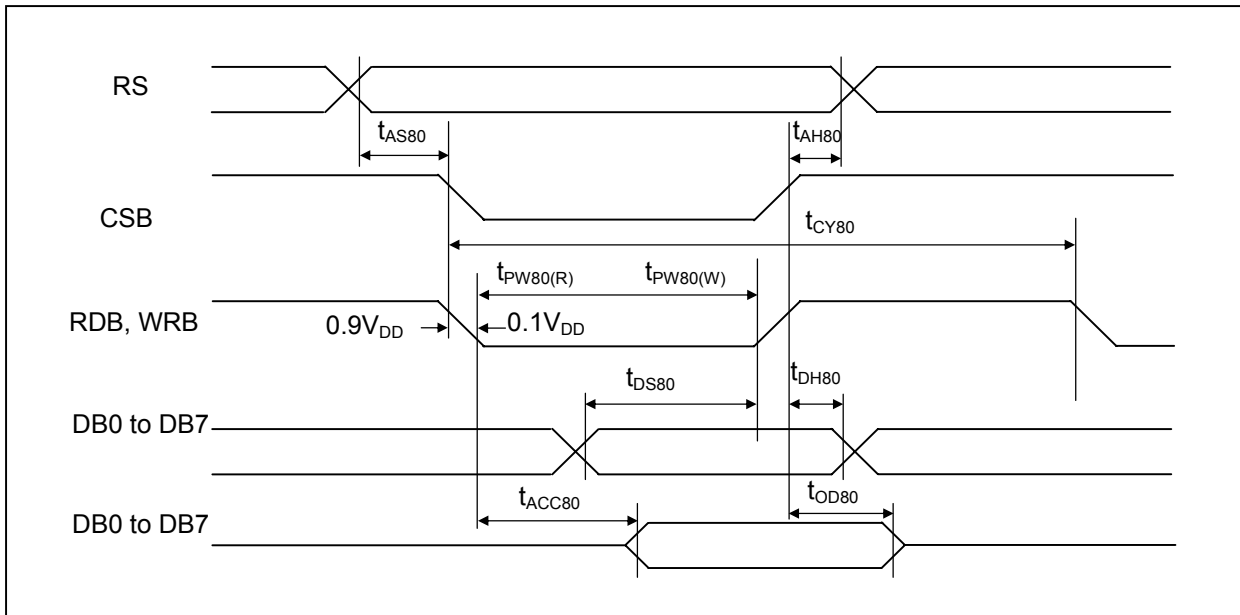 RS
tAS80
tAH80
CSB
tCY80
tPW80(R) tPW80(W)
RDB, WRB
0.9VDD
0.1VDD
tDS80
tDH80
DB0 to DB7
tACC80
tOD80
DB0 to DB7